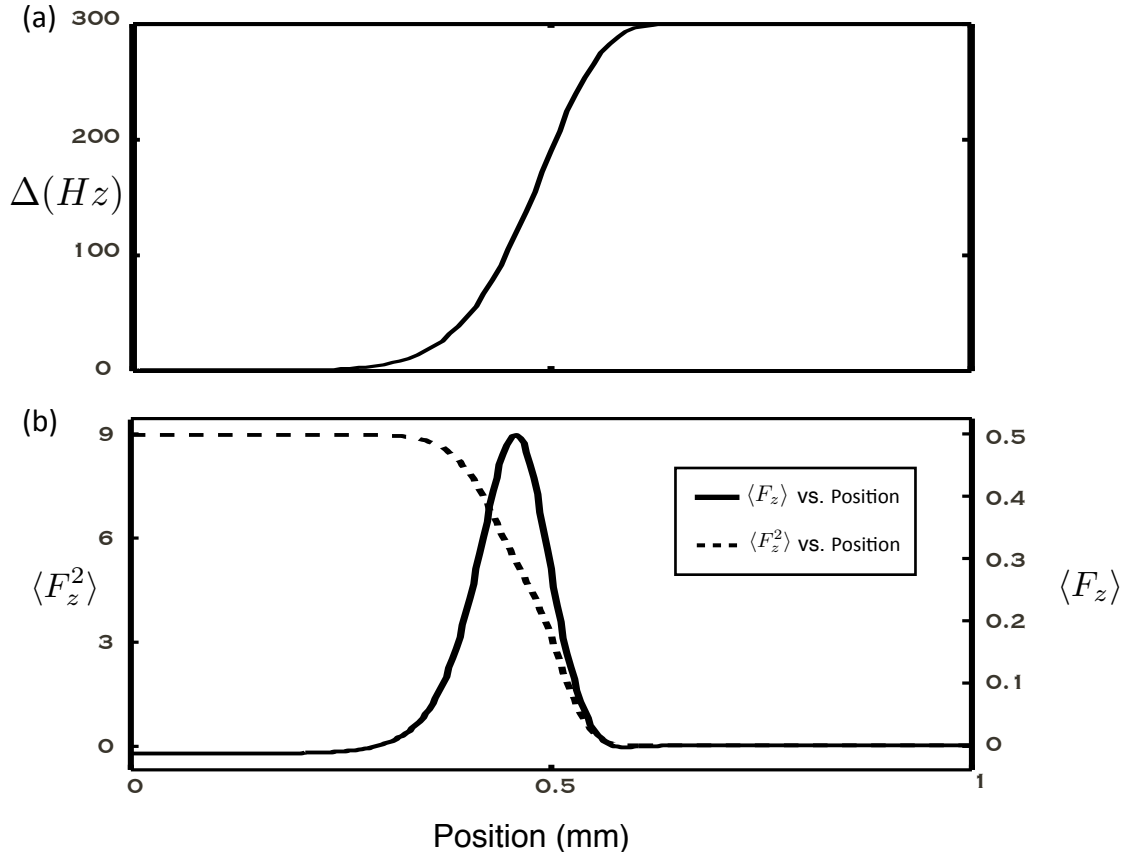 (a)
300
200
Δ(Hz)
100
0
(b)
9
6
⟨F_z^2⟩
3
0
0.5
0.4
0.3
⟨F_z⟩
0.2
0.1
0
⟨F_z⟩ vs. Position
⟨F_z^2⟩ vs. Position
0
0.5
1
Position (mm)